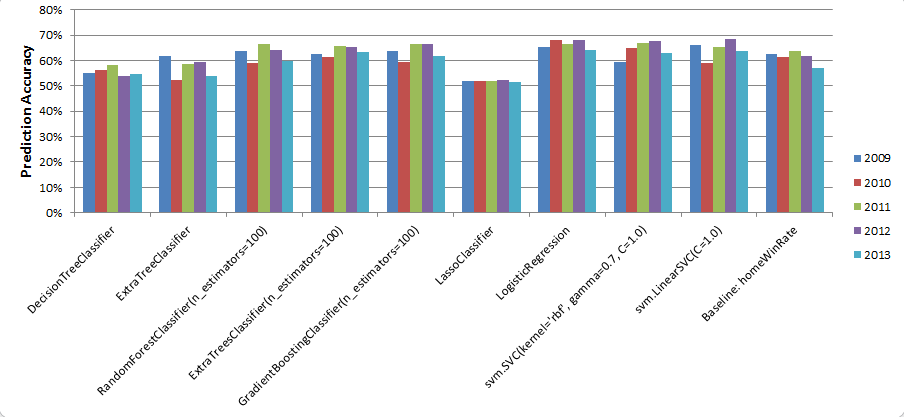 80%
70%
60%
50%
40%
30%
20%
10%
0%
Prediction Accuracy
DecisionTreeClassifier
ExtraTreeClassifier
RandomForestClassifier(n_estimators=100)
ExtraTreesClassifier(n_estimators=100)
GradientBoostingClassifier(n_estimators=100)
LassoClassifier
LogisticRegression
svm.SVC(kernel='rbf', gamma=0.7, C=1.0)
svm.LinearSVC(C=1.0)
Baseline: homeWinRate
2009
2010
2011
2012
2013